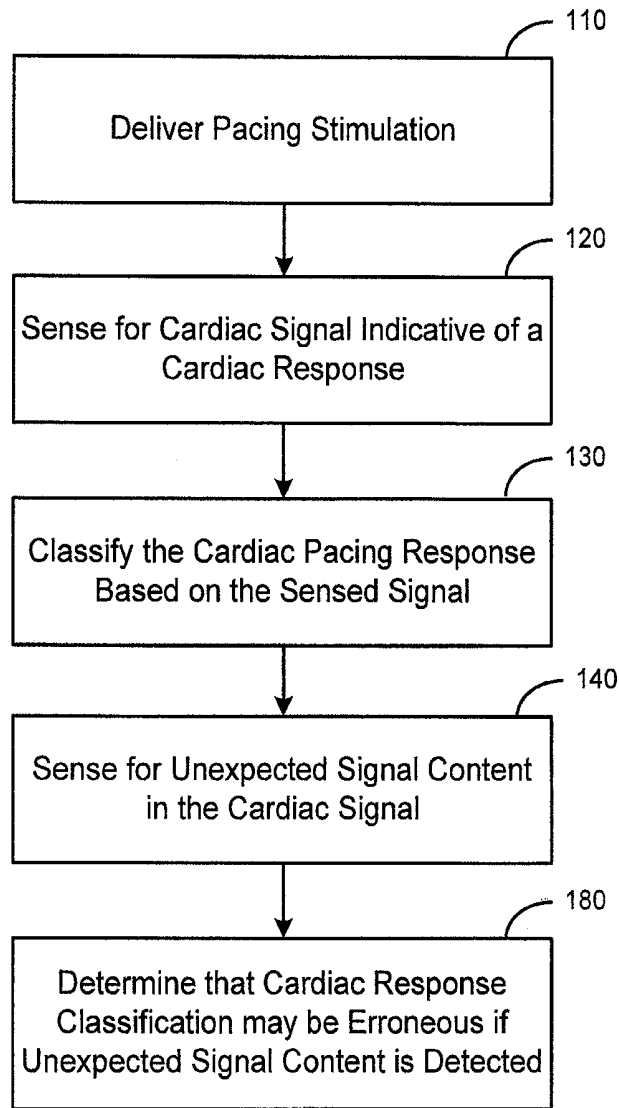 110
Deliver Pacing Stimulation
120
Sense for Cardiac Signal Indicative of a
Cardiac Response
130
Classify the Cardiac Pacing Response
Based on the Sensed Signal
140
Sense for Unexpected Signal Content
in the Cardiac Signal
180
Determine that Cardiac Response
Classification may be Erroneous if
Unexpected Signal Content is Detected